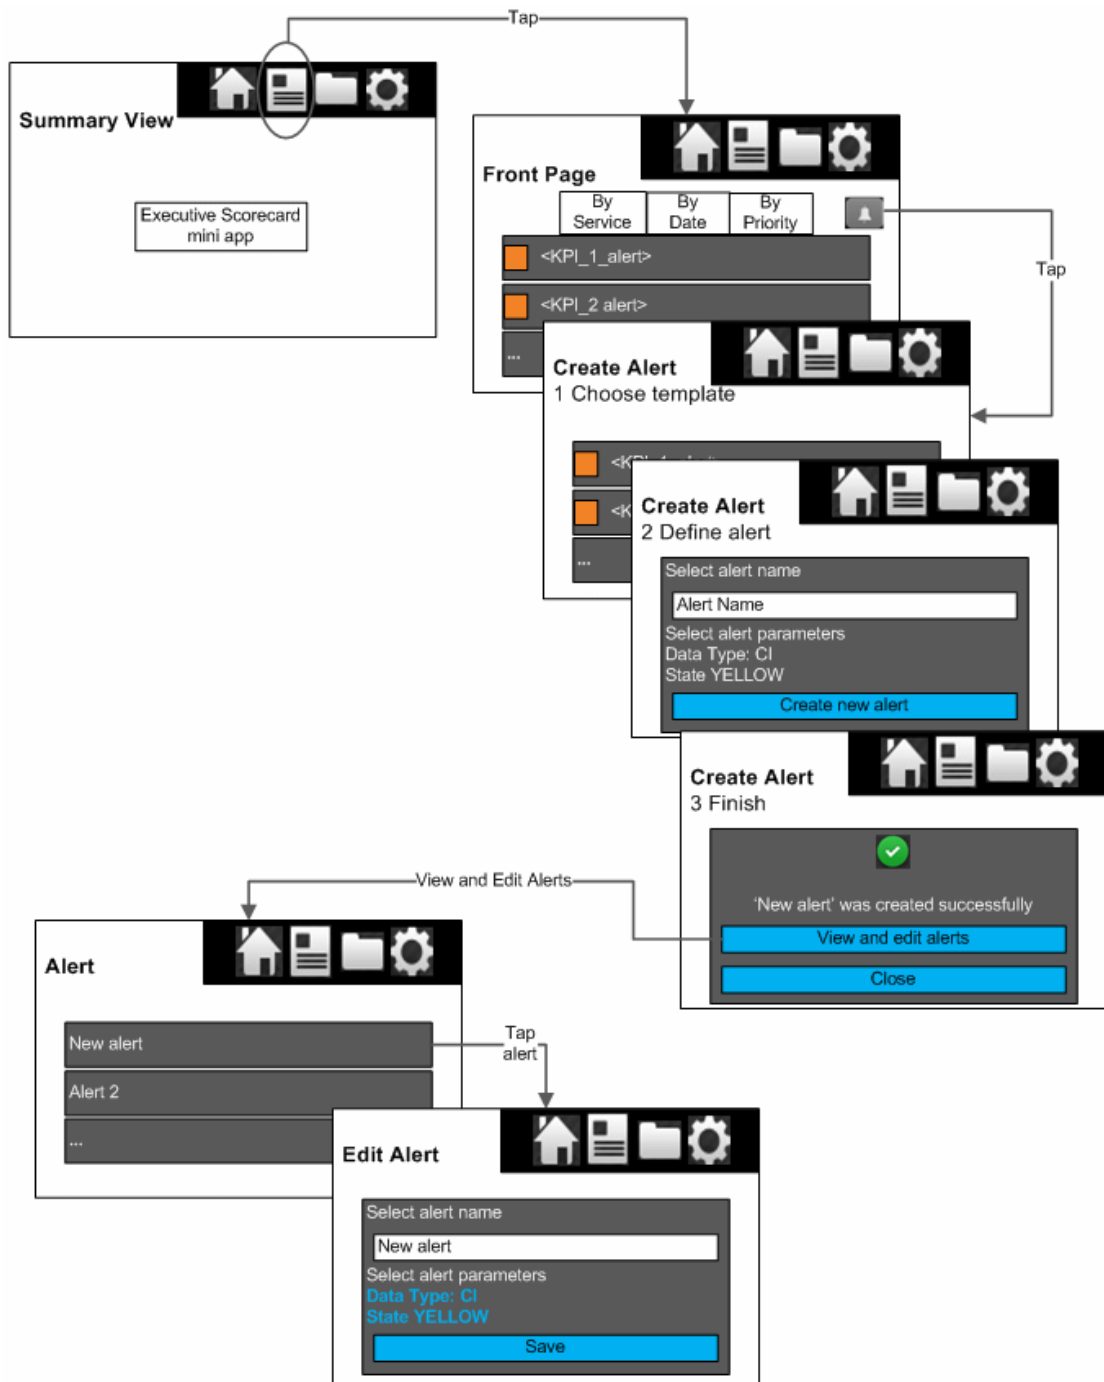 Tap
Summary View
Executive Scorecard
mini app
Front Page
By
Service
By
Date
By
Priority
<KPI_1_alert>
<KPI_2 alert>
...
Tap
Create Alert
1 Choose template
<K
<K
...
Create Alert
2 Define alert
Select alert name
Alert Name
Select alert parameters
Data Type: CI
State YELLOW
Create new alert
Create Alert
3 Finish
‘New alert’ was created successfully
View and edit alerts
Close
View and Edit Alerts
Alert
New alert
Alert 2
...
Tap
alert
Edit Alert
Select alert name
New alert
Select alert parameters
Data Type: CI
State YELLOW
Save